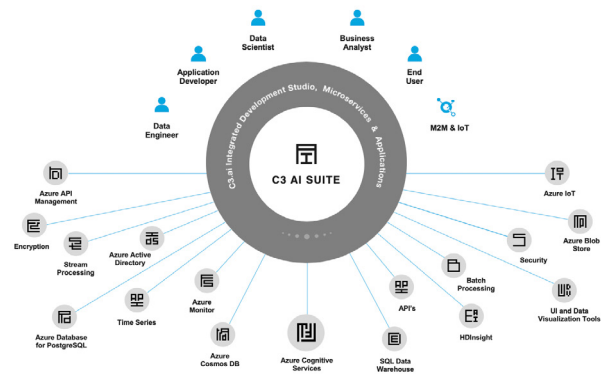 Data
Scientist
Business
Analyst
Application
Developer
End
User
Data
Engineer
M2M & IoT
C3.ai Integrated Development Studio, Microservices & Applications
C3 AI SUITE
Azure API
Management
Azure IoT
Encryption
Stream
Processing
Azure Active
Directory
Security
Azure Blob
Store
Azure Database
for PostgreSQL
Time Series
Azure
Monitor
API's
Batch
Processing
UI and Data
Visualization Tools
Azure
Cosmos DB
Azure Cognitive
Services
SQL Data
Warehouse
HDInsight